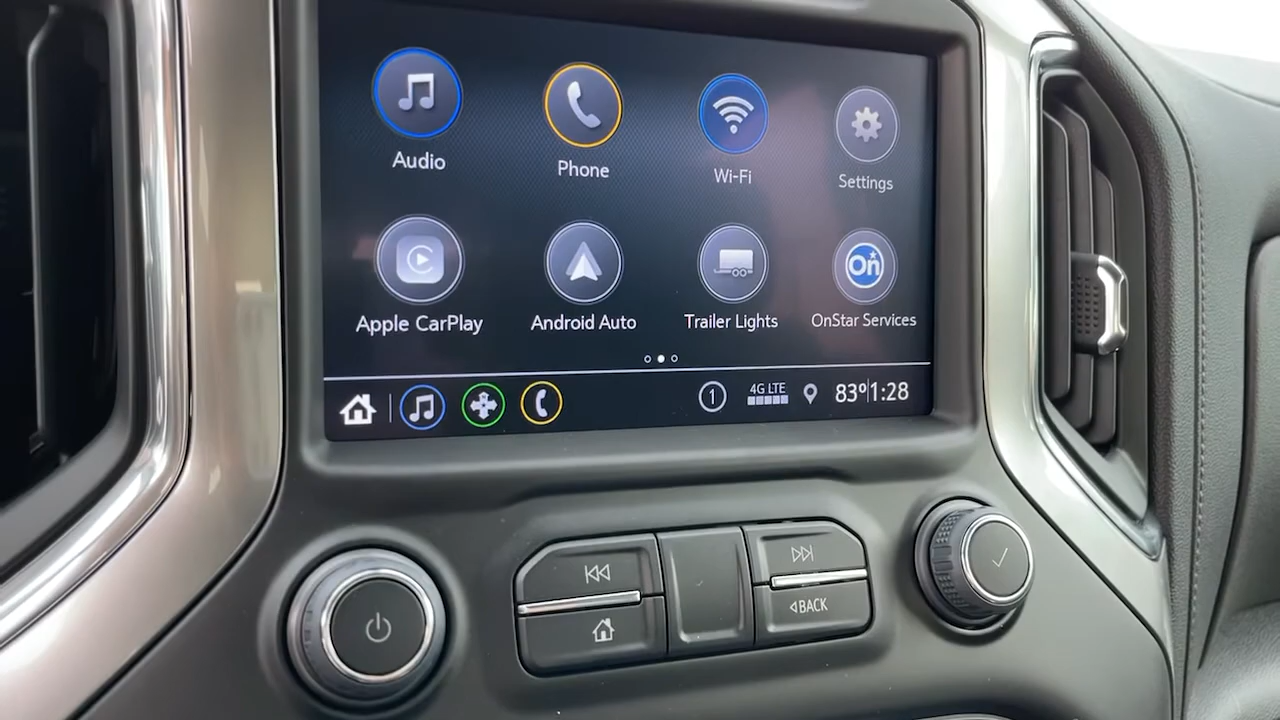 Audio
Phone
Wi-Fi
Settings
On
Apple CarPlay
Android Auto
Trailer Lights
OnStar Services
1
4G LTE
83° 1:28
BACK